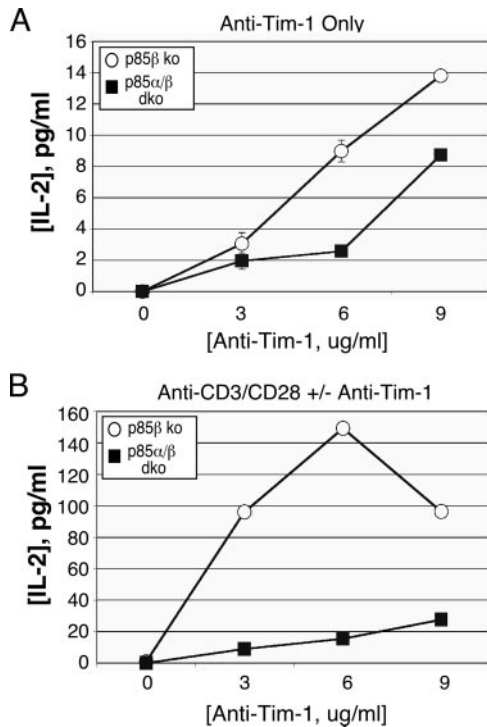 A
Anti-Tim-1 Only
p85β ko
p85α/β
dko
[IL-2], pg/ml
16
14
12
10
8
6
4
2
0
0 3 6 9
[Anti-Tim-1, ug/ml]
B
Anti-CD3/CD28 +/- Anti-Tim-1
p85β ko
p85α/β
dko
[IL-2], pg/ml
160
140
120
100
80
60
40
20
0
0 3 6 9
[Anti-Tim-1, ug/ml]